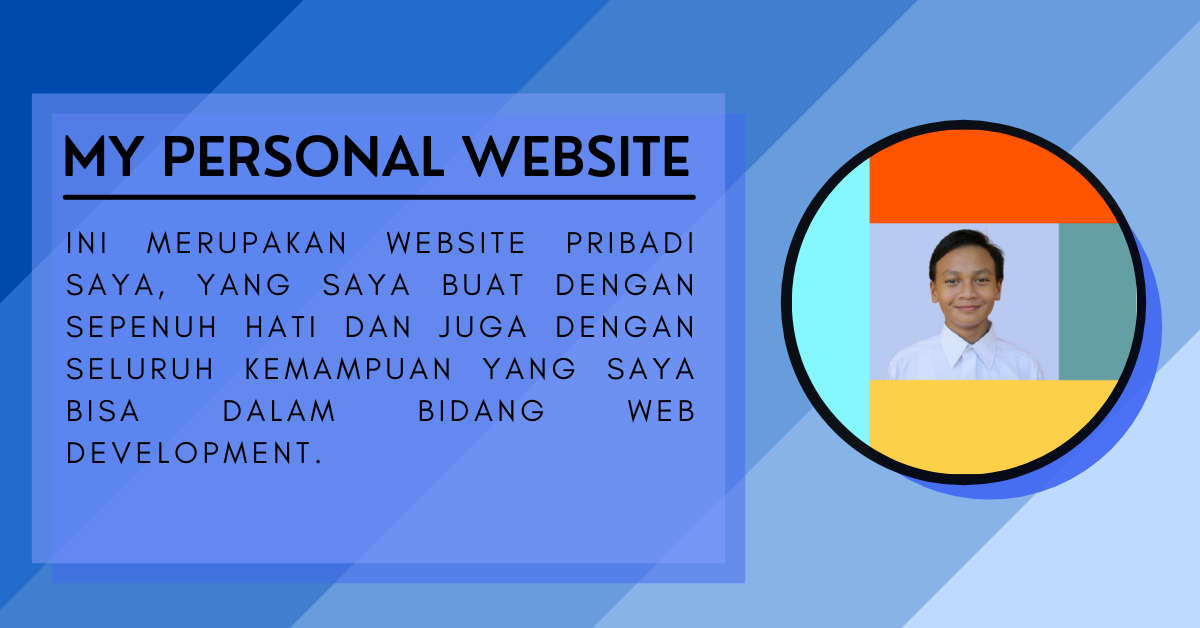 MY PERSONAL WEBSITE
INI MERUPAKAN WEBSITE PRIBADI
SAYA, YANG SAYA BUAT DENGAN
SEPENUH HATI DAN JUGA DENGAN
SELURUH KEMAMPUAN YANG SAYA
BISA DALAM BIDANG WEB
DEVELOPMENT.